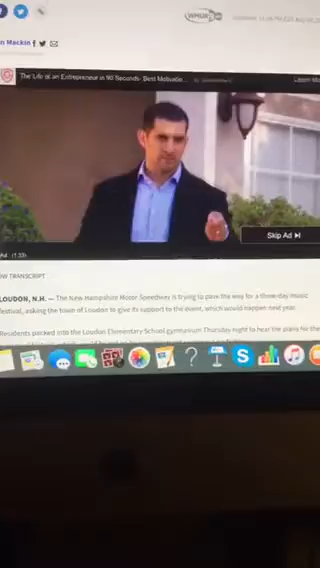 WMUR
n Mackin
The Life of an Entrepreneur in 90 Seconds- Best Motivatio...
Skip Ad
Ad : (1:33)
OW TRANSCRIPT
LOUDON, N.H. — The New Hampshire Motor Speedway is trying to pave the way for a three-day music
festival, asking the town of Loudon to give its support to the event, which would happen next year.
Residents packed into the Loudon Elementary School gymnasium Thursday night to hear the plans for the